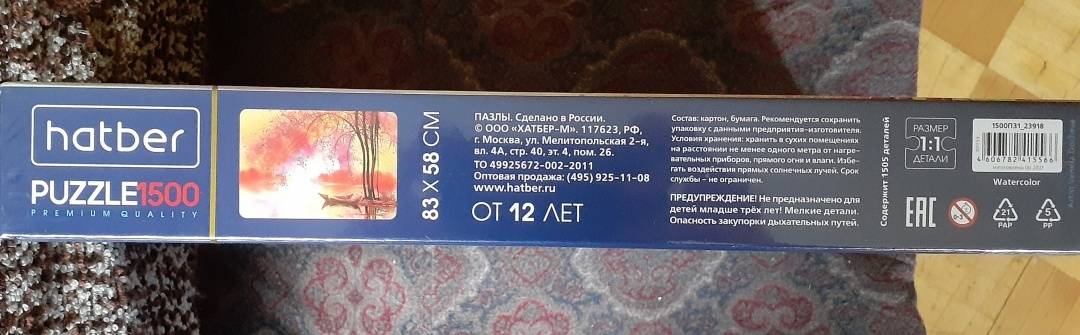 hatber
PUZZLE1500
PREMIUM QUALITY
83 X 58 СМ
ПАЗЛЫ. Сделано в России.
© ООО «ХАТБЕР-М». 117623, РФ,
г. Москва, ул. Мелитопольская 2-я,
вл. 4А, стр. 40, эт. 4, пом. 26.
ТО 49925672-002-2011
Оптовая продажа: (495) 925-11-08
www.hatber.ru
ОТ 12 ЛЕТ
Состав: картон, бумага. Рекомендуется сохранить
упаковку с данными предприятия-изготовителя.
Условия хранения: хранить в сухих помещениях
на расстоянии не менее одного метра от нагре-
вательных приборов, прямого огня и влаги. Избе-
гать воздействия прямых солнечных лучей. Срок
службы – не ограничен.
ПРЕДУПРЕЖДЕНИЕ! Не предназначено для
детей младше трёх лет! Мелкие детали.
Опасность закупорки дыхательных путей.
Содержит 1505 деталей
РАЗМЕР
1:1
ДЕТАЛИ
EAC
0-3
21
PAP
5
PP
1500ПЗ1_23918
4 606782 415566
Watercolor